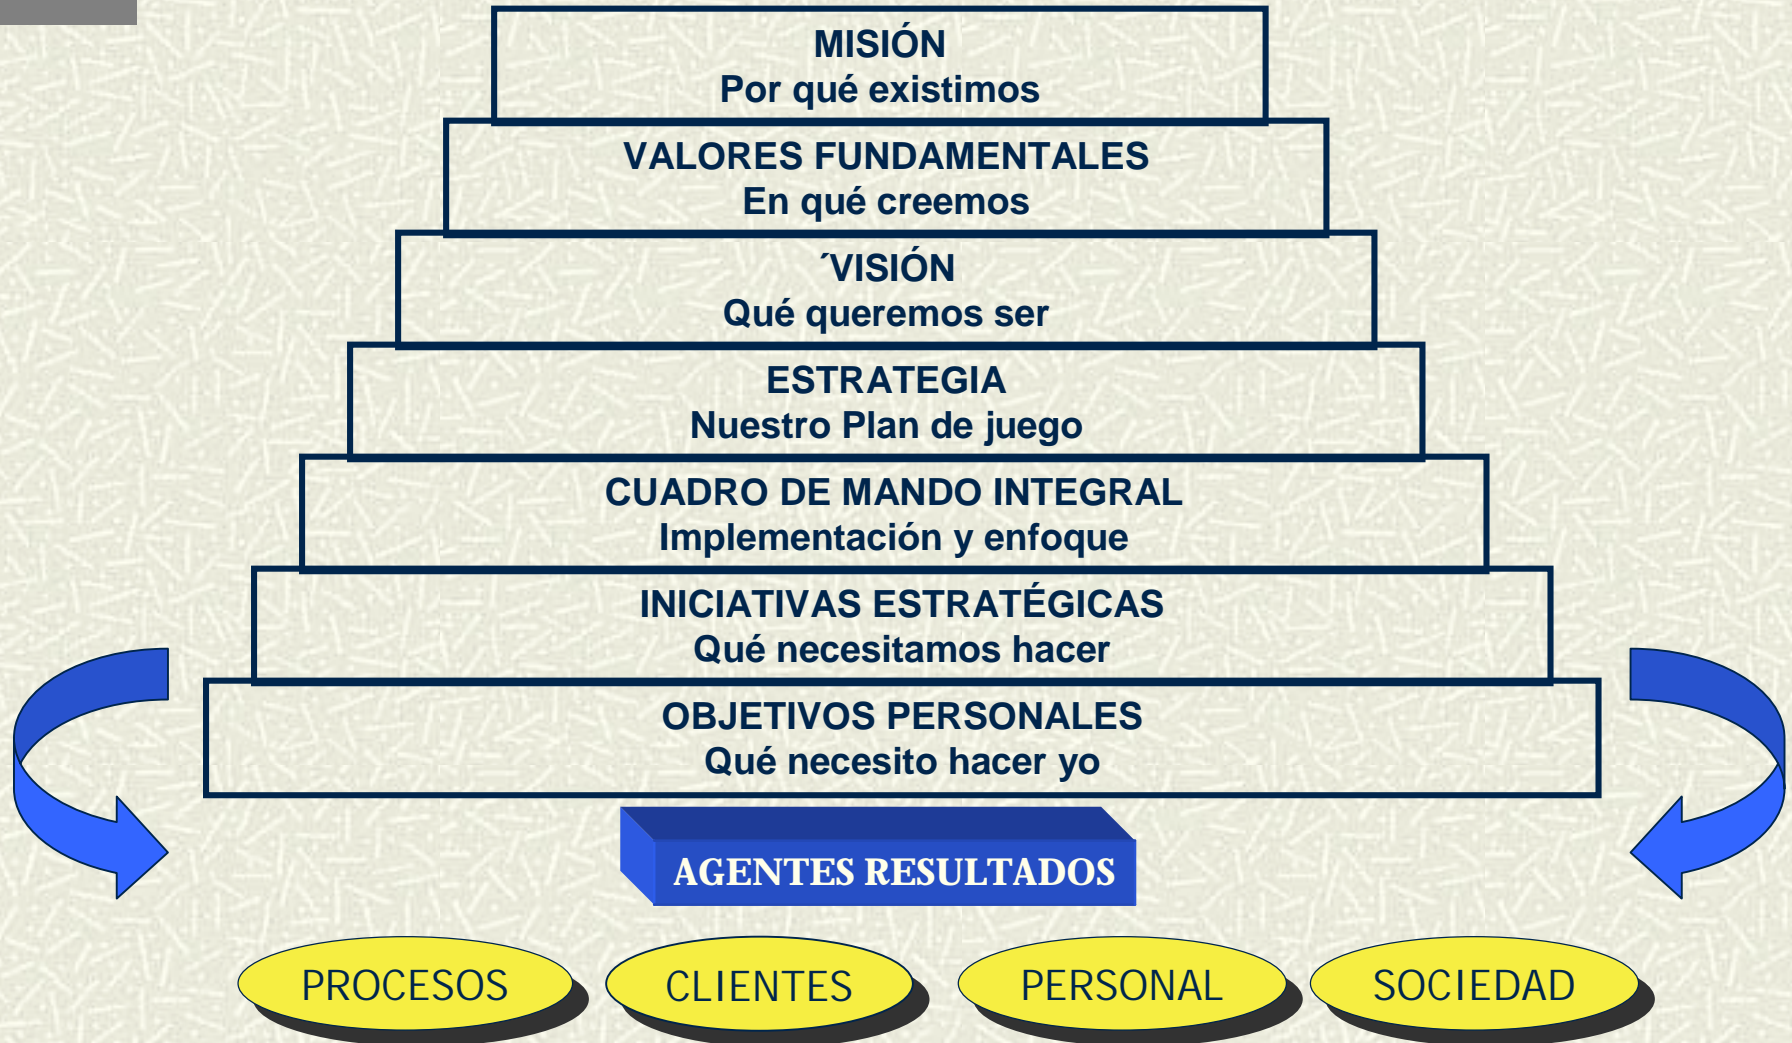 MISIÓN
Por qué existimos
VALORES FUNDAMENTALES
En qué creemos
´VISIÓN
Qué queremos ser
ESTRATEGIA
Nuestro Plan de juego
CUADRO DE MANDO INTEGRAL
Implementación y enfoque
INICIATIVAS ESTRATÉGICAS
Qué necesitamos hacer
OBJETIVOS PERSONALES
Qué necesito hacer yo
AGENTES RESULTADOS
PROCESOS CLIENTES PERSONAL SOCIEDAD